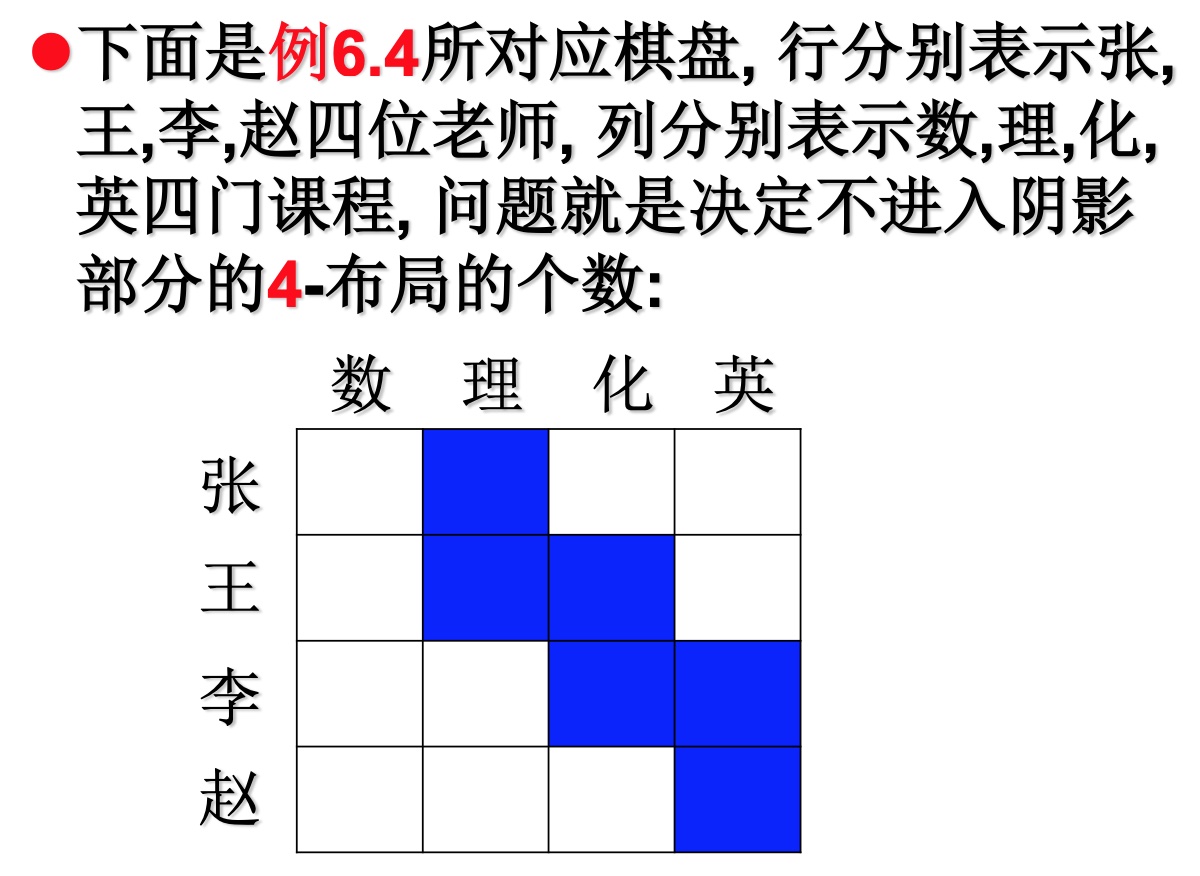 ●下面是例6.4所对应棋盘, 行分别表示张,
王,李,赵四位老师, 列分别表示数,理,化,
英四门课程, 问题就是决定不进入阴影
部分的4-布局的个数:
数 理 化 英
张
王
李
赵